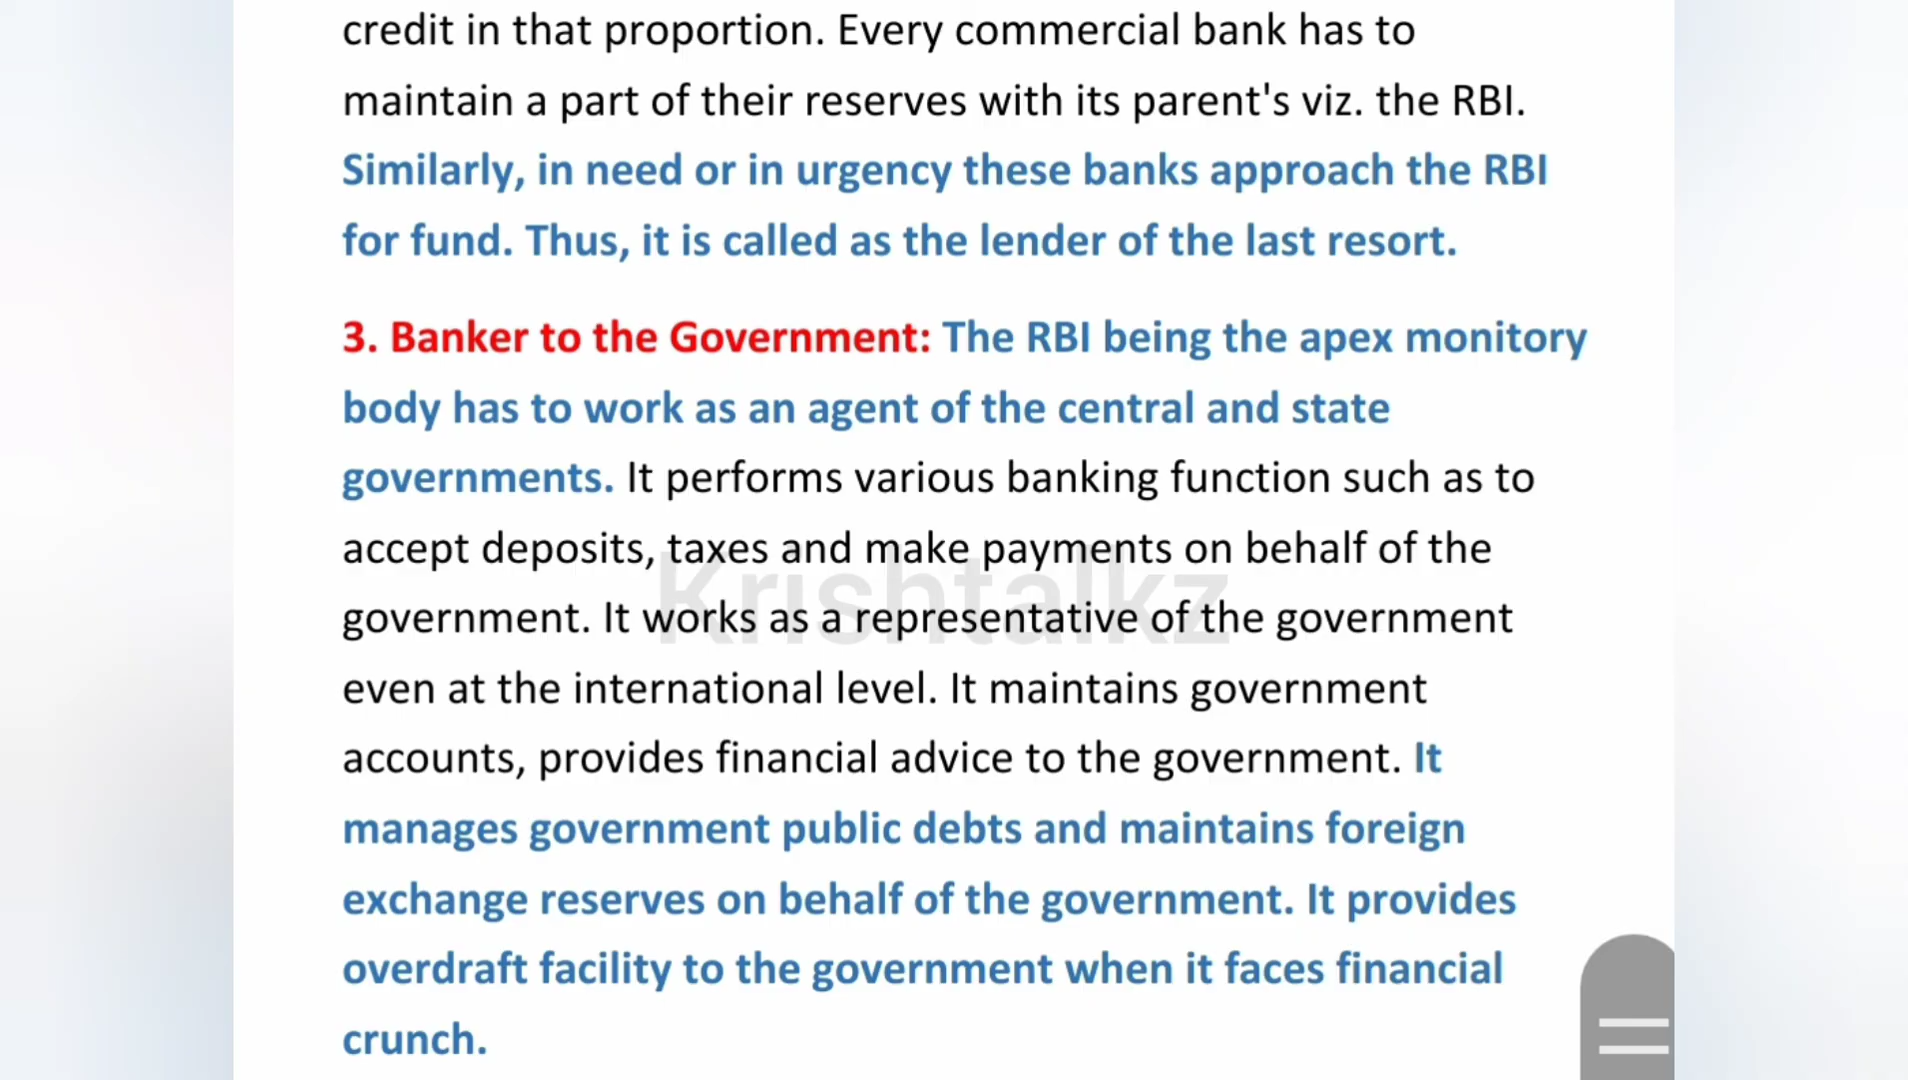 credit in that proportion. Every commercial bank has to
maintain a part of their reserves with its parent's viz. the RBI.
Similarly, in need or in urgency these banks approach the RBI
for fund. Thus, it is called as the lender of the last resort.
3. Banker to the Government: The RBI being the apex monitory
body has to work as an agent of the central and state
governments. It performs various banking function such as to
accept deposits, taxes and make payments on behalf of the
Krishtalkz
government. It works as a representative of the government
even at the international level. It maintains government
accounts, provides financial advice to the government. It
manages government public debts and maintains foreign
exchange reserves on behalf of the government. It provides
overdraft facility to the government when it faces financial
crunch.